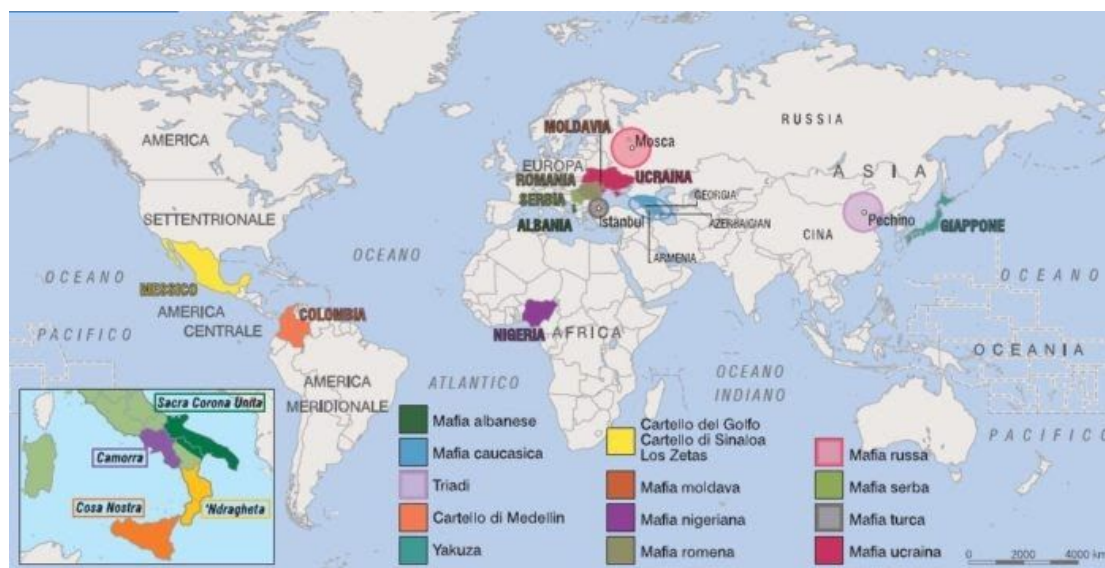 AMERICA
SETTENTRIONALE
OCEANO
MESSICO
AMERICA
CENTRALE
PACIFICO
COLOMBIA
AMERICA
MERIDIONALE
OCEANO
ATLANTICO
MOLDAVIA
Mosca
EUROPA
ROMANIA
UCRAINA
SERBIA
ALBANIA
Istanbul
GEORGIA
AZERBAIGIAN
ARMENIA
RUSSIA
ASIA
Pechino
CINA
GIAPPONE
NIGERIA
AFRICA
OCEANO
INDIANO
OCEANO
PACIFICO
OCEANIA
Sacra Corona Unita
Camorra
Cosa Nostra
'Ndragheta
Mafia albanese
Mafia caucasica
Triadi
Cartello di Medellin
Yakuza
Cartello del Golfo
Cartello di Sinaloa
Los Zetas
Mafia moldava
Mafia nigeriana
Mafia romena
Mafia russa
Mafia serba
Mafia turca
Mafia ucraina
0 2000 4000 km